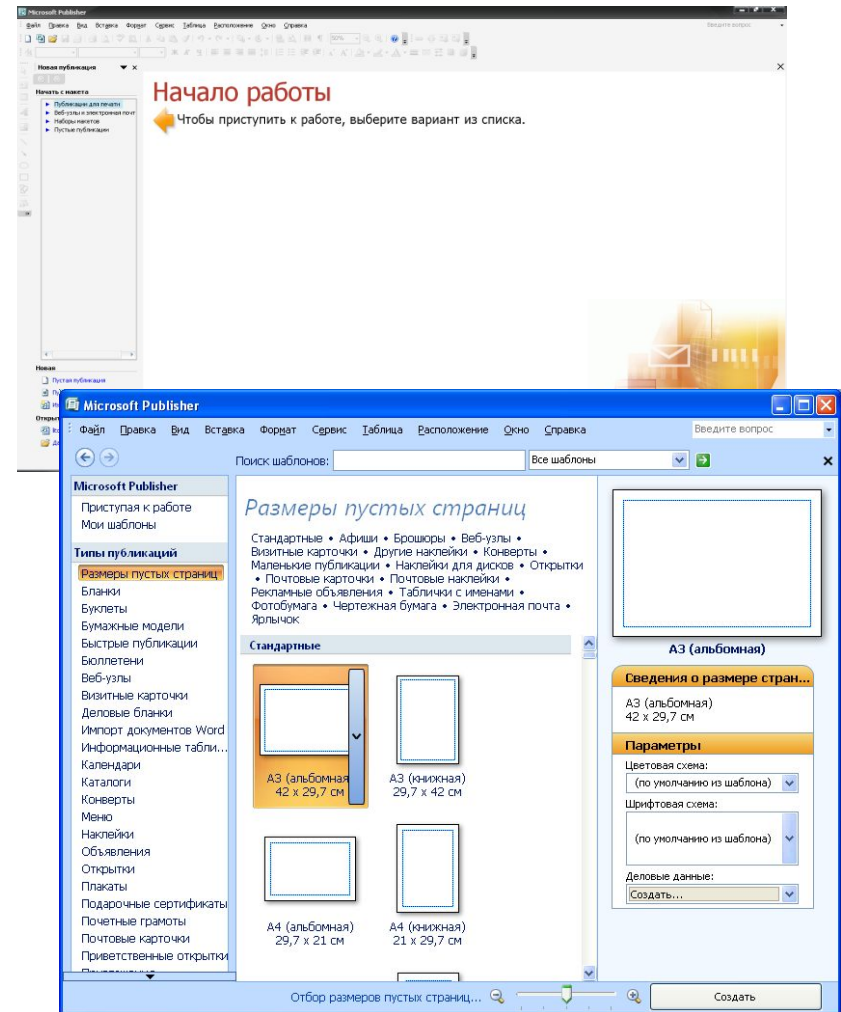 Microsoft Publisher
Файл Правка Вид Вставка Формат Сервис Таблица Расположение Окно Справка
Введите вопрос
Новая публикация
Начать с макета
Публикации для печати
Веб-узлы и электронная почт
Наборы макетов
Пустые публикации
Начало работы
Чтобы приступить к работе, выберите вариант из списка.
Новая
Пустая публикация
Microsoft Publisher
Файл Правка Вид Вставка Формат Сервис Таблица Расположение Окно Справка
Введите вопрос
Поиск шаблонов:
Все шаблоны
Microsoft Publisher
Приступая к работе
Мои шаблоны
Типы публикаций
Размеры пустых страниц
Бланки
Буклеты
Бумажные модели
Быстрые публикации
Бюллетени
Веб-узлы
Визитные карточки
Деловые бланки
Импорт документов Word
Информационные табли...
Календари
Каталоги
Конверты
Меню
Наклейки
Объявления
Открытки
Плакаты
Подарочные сертификаты
Почетные грамоты
Почтовые карточки
Приветственные открытки
Размеры пустых страниц
Стандартные • Афиши • Брошюры • Веб-узлы •
Визитные карточки • Другие наклейки • Конверты •
Маленькие публикации • Наклейки для дисков • Открытки
• Почтовые карточки • Почтовые наклейки •
Рекламные объявления • Таблички с именами •
Фотобумага • Чертежная бумага • Электронная почта •
Ярлычок
Стандартные
A3 (альбомная
42 x 29,7 см
A3 (книжная)
29,7 x 42 см
A4 (альбомная)
29,7 x 21 см
A4 (книжная)
21 x 29,7 см
A3 (альбомная)
Сведения о размере стран...
A3 (альбомная)
42 x 29,7 см
Параметры
Цветовая схема:
(по умолчанию из шаблона)
Шрифтовая схема:
(по умолчанию из шаблона)
Деловые данные:
Создать...
Отбор размеров пустых страниц...
Создать